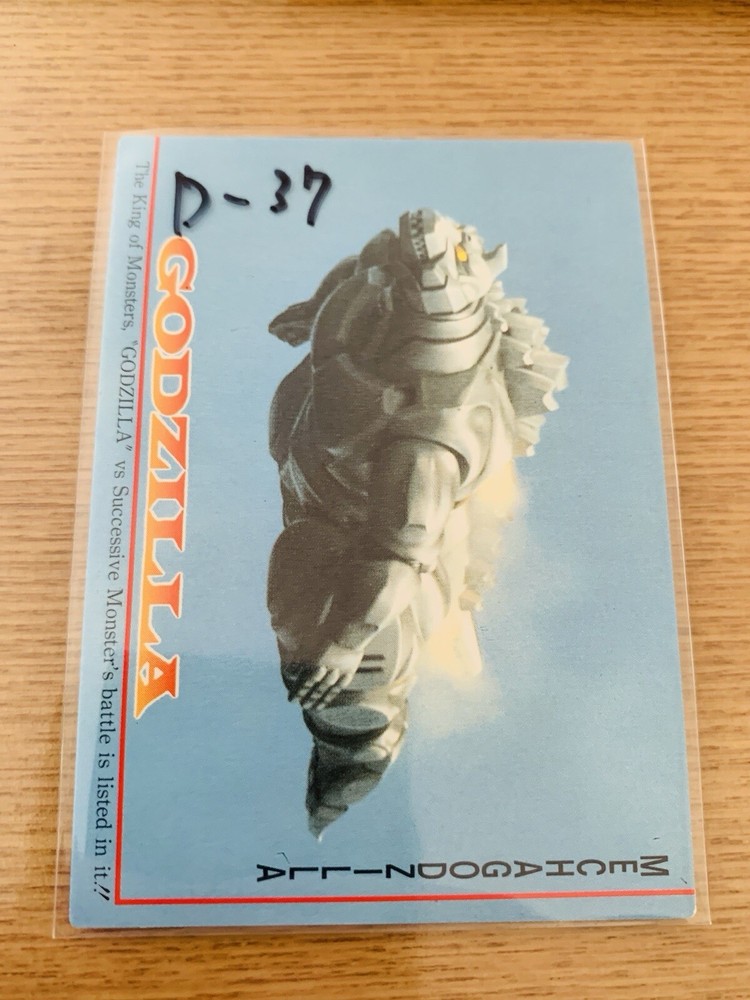 D-37
GODZILLA
The King of Monsters, "GODZILLA" vs Successive Monster's battle is listed in it!!
MECHAGODZILLA